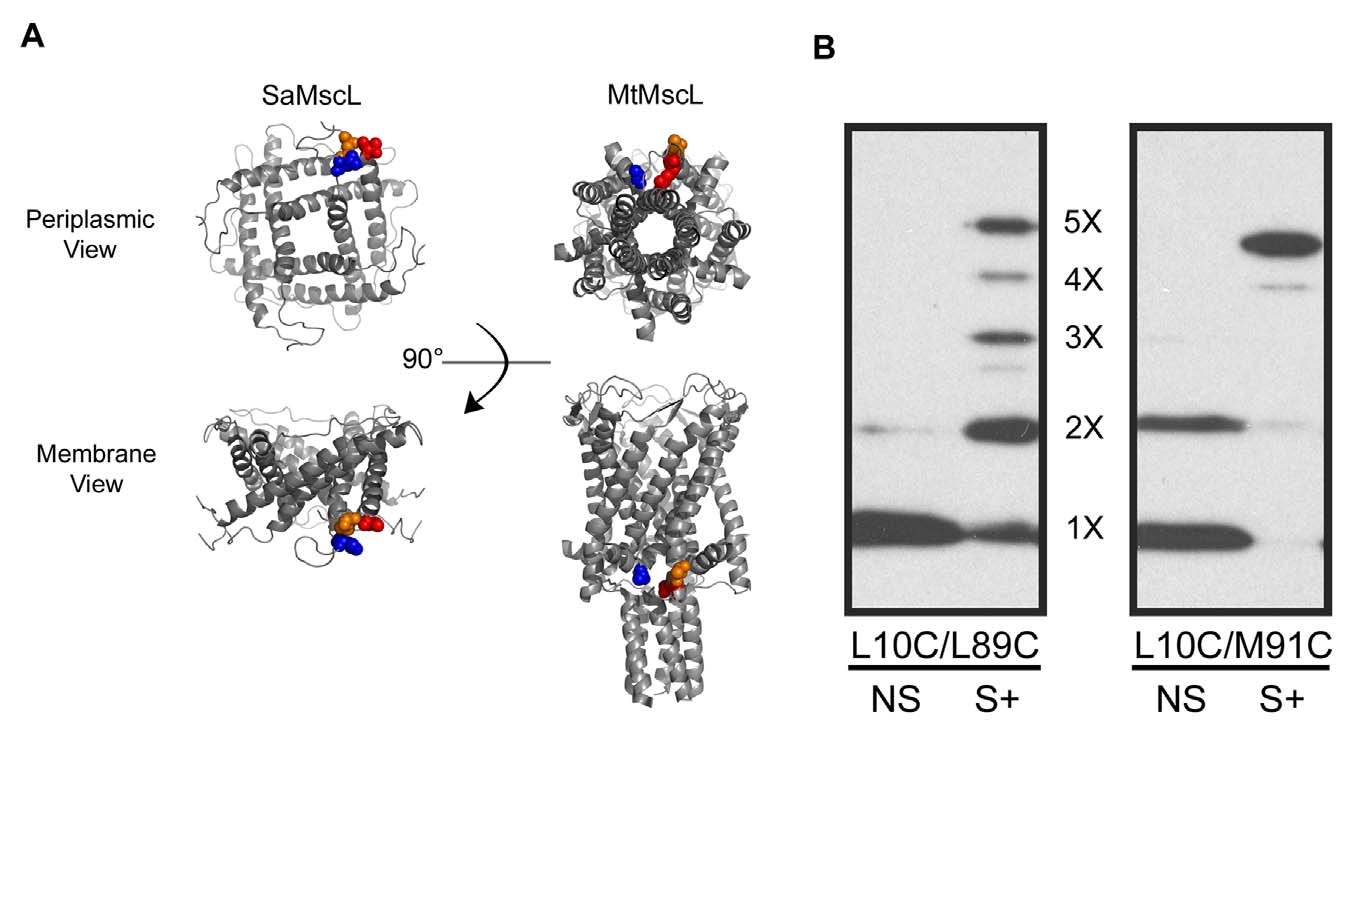 A
B
SaMscL
MtMscL
Periplasmic
View
90°
Membrane
View
5X
4X
3X
2X
1X
L10C/L89C
L10C/M91C
NS S+
NS S+